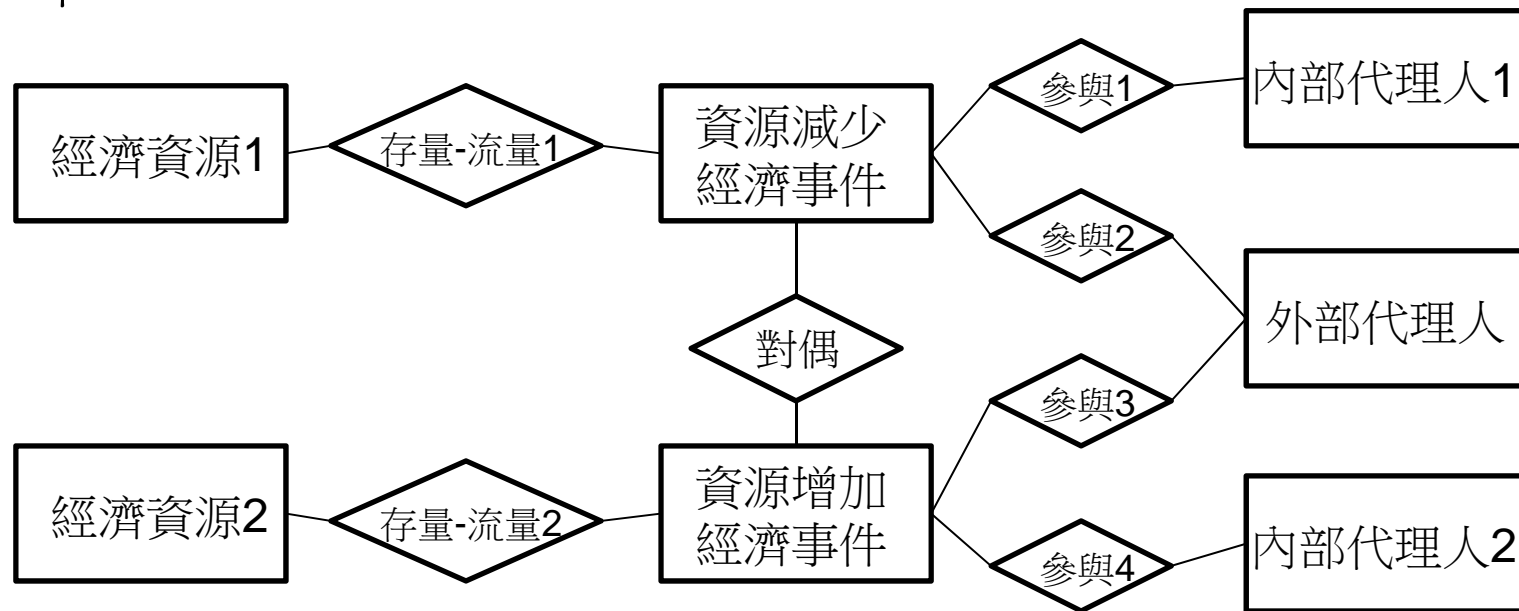 參與1
內部代理人1
經濟資源1
存量-流量1
資源減少
經濟事件
參與2
外部代理人
對偶
參與3
經濟資源2
存量-流量2
資源增加
經濟事件
參與4
內部代理人2